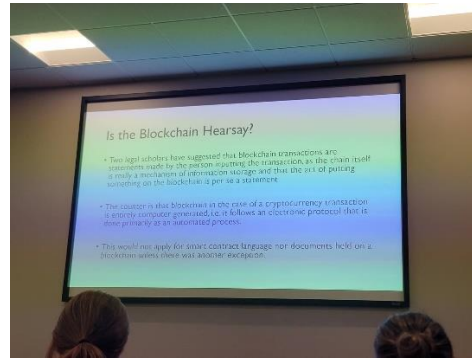 Is the Blockchain Hearsay?
• Two legal scholars have suggested that blockchain transactions are
statements made by the person inputting the transaction, as the chain itself
is really a mechanism of information storage and thus the act of putting
something on the blockchain is per se a statement
• The counter is that blockchain in the case of a cryptocurrency transaction
is entirely computer generated, i.e. it follows an electronic protocol that is
done primarily as an automated process.
• This would not apply for smart contract language nor documents held on a
blockchain unless there was another exception.